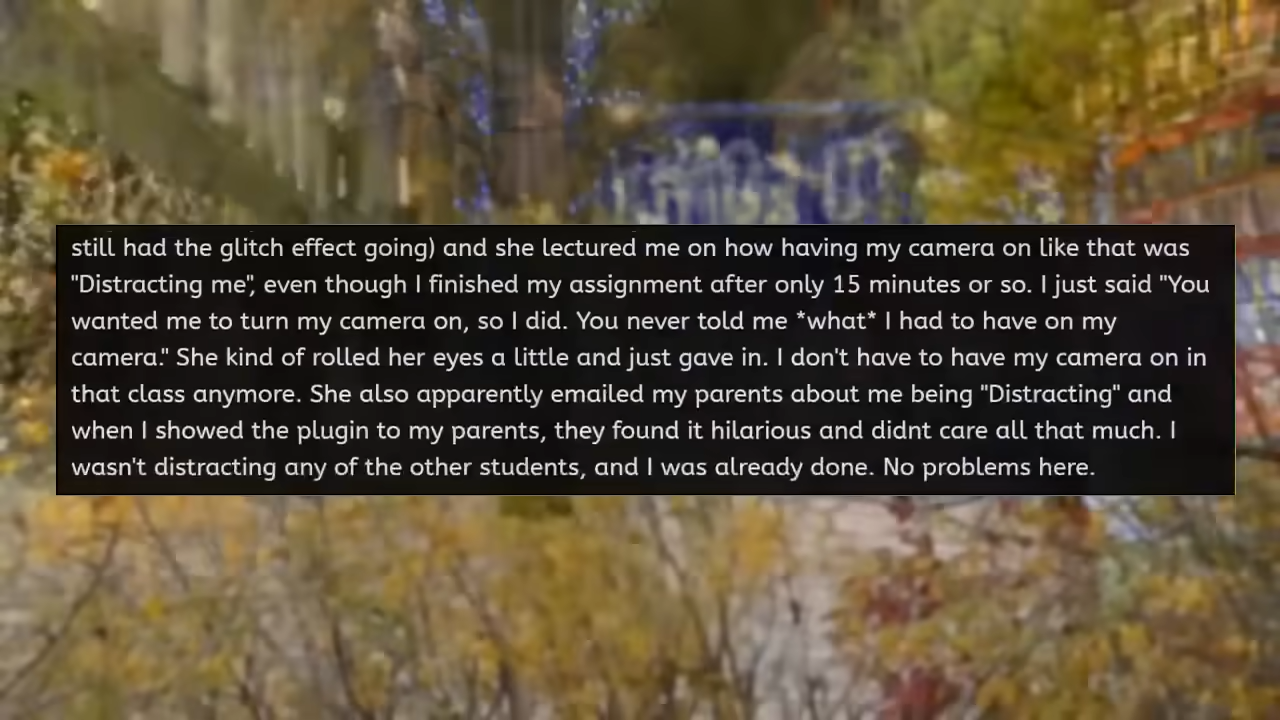 still had the glitch effect going) and she lectured me on how having my camera on like that was
"Distracting me", even though I finished my assignment after only 15 minutes or so. I just said "You
wanted me to turn my camera on, so I did. You never told me *what* I had to have on my
camera." She kind of rolled her eyes a little and just gave in. I don't have to have my camera on in
that class anymore. She also apparently emailed my parents about me being "Distracting" and
when I showed the plugin to my parents, they found it hilarious and didnt care all that much. I
wasn't distracting any of the other students, and I was already done. No problems here.